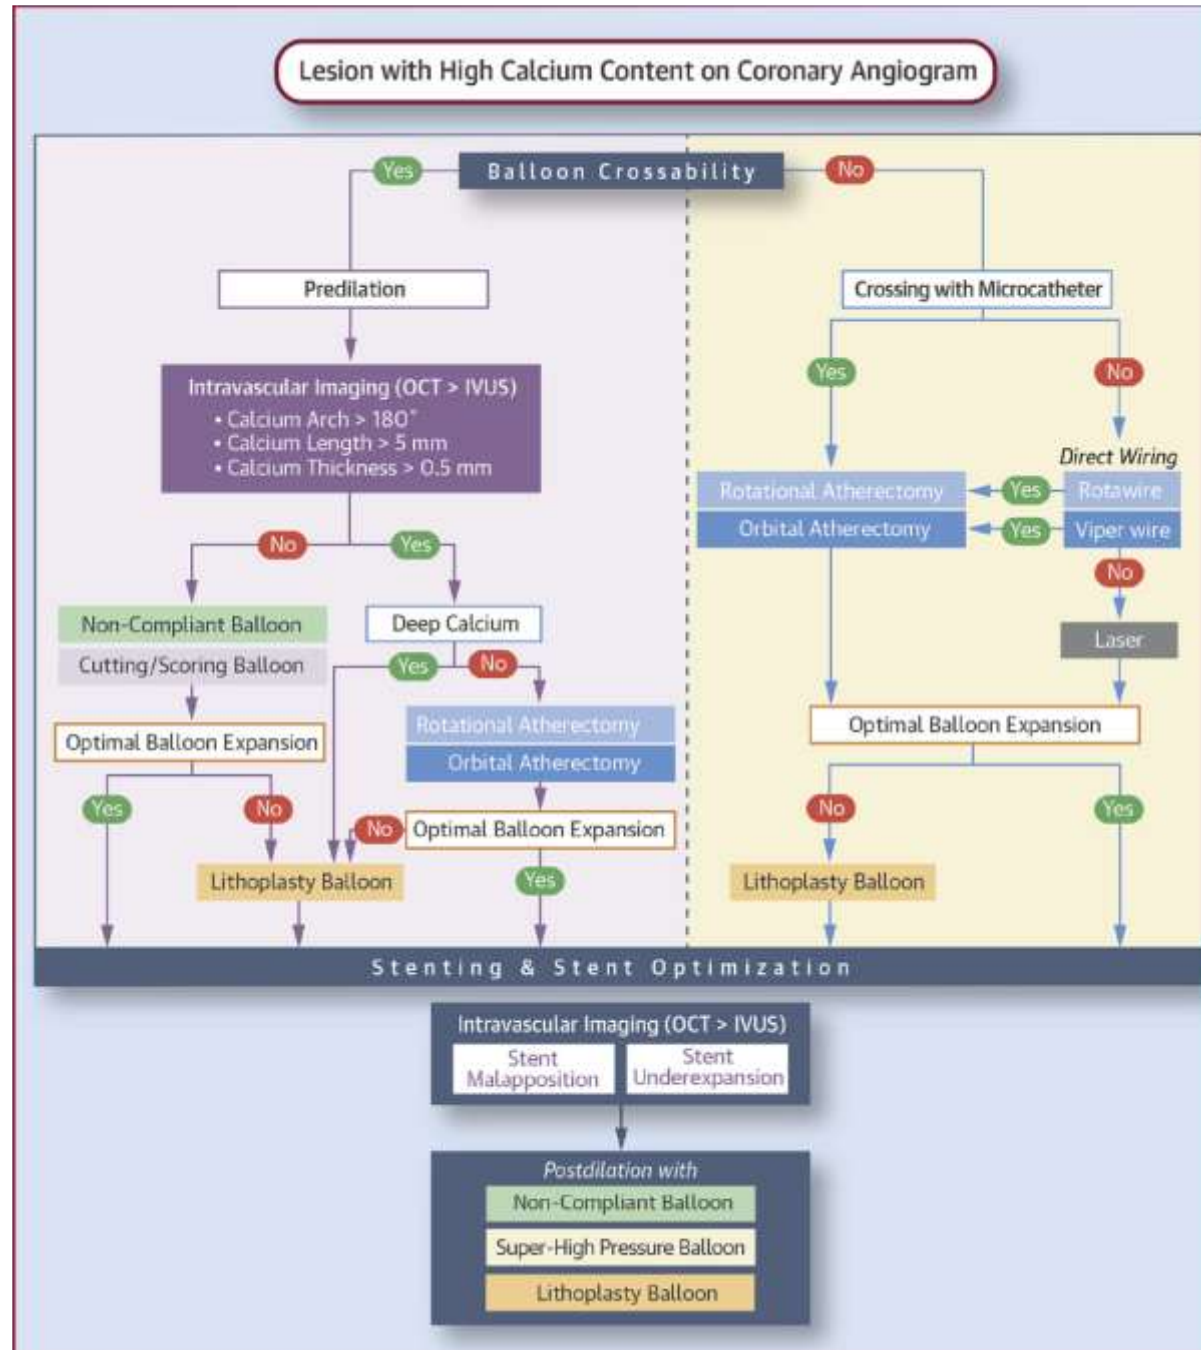 Lesion with High Calcium Content on Coronary Angiogram
Yes
Balloon Crossability
No
Predilation
Crossing with Microcatheter
Intravascular Imaging (OCT > IVUS)
• Calcium Arch > 180°
• Calcium Length > 5 mm
• Calcium Thickness > 0.5 mm
Yes
No
Direct Wiring
Rotational Atherectomy
Yes
Rotawire
Orbital Atherectomy
Yes
Viper wire
No
Yes
No
Non-Compliant Balloon
Cutting/Scoring Balloon
Deep Calcium
Laser
Yes
No
Optimal Balloon Expansion
Rotational Atherectomy
Orbital Atherectomy
Optimal Balloon Expansion
Yes
No
No
Optimal Balloon Expansion
No
Yes
Lithoplasty Balloon
Yes
Lithoplasty Balloon
Stenting & Stent Optimization
Intravascular Imaging (OCT > IVUS)
Stent
Malapposition
Stent
Underexpansion
Postdilation with
Non-Compliant Balloon
Super-High Pressure Balloon
Lithoplasty Balloon